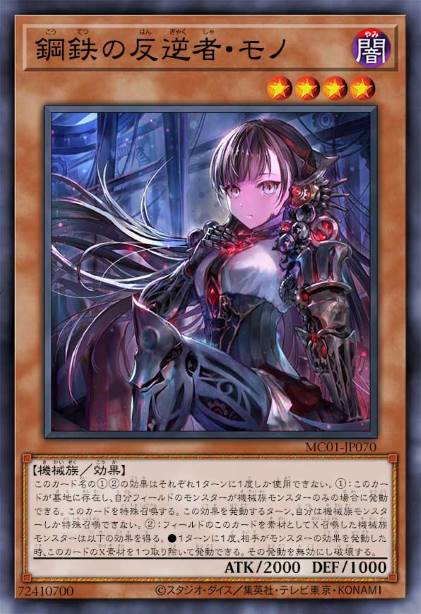 鋼鉄の反逆者・モノ
闇
MC01-JP070
【機械族/効果】
このカード名の①②の効果はそれぞれ1ターンに1度しか使用できない。①:このカー
ドが墓地に存在し、自分フィールドのモンスターが機械族モンスターのみの場合に発動
できる。このカードを特殊召喚する。この効果を発動するターン、自分は機械族モンスタ
ーしか特殊召喚できない。②:フィールドのこのカードを素材としてX召喚した機械族
モンスターは以下の効果を得る。●1ターンに1度、相手がモンスターの効果を発動した
時、このカードのX素材を1つ取り除いて発動できる。その発動を無効にし破壊する。
ATK/2000 DEF/1000
72410700 ©スタジオ・ダイス/集英社・テレビ東京・KONAMI